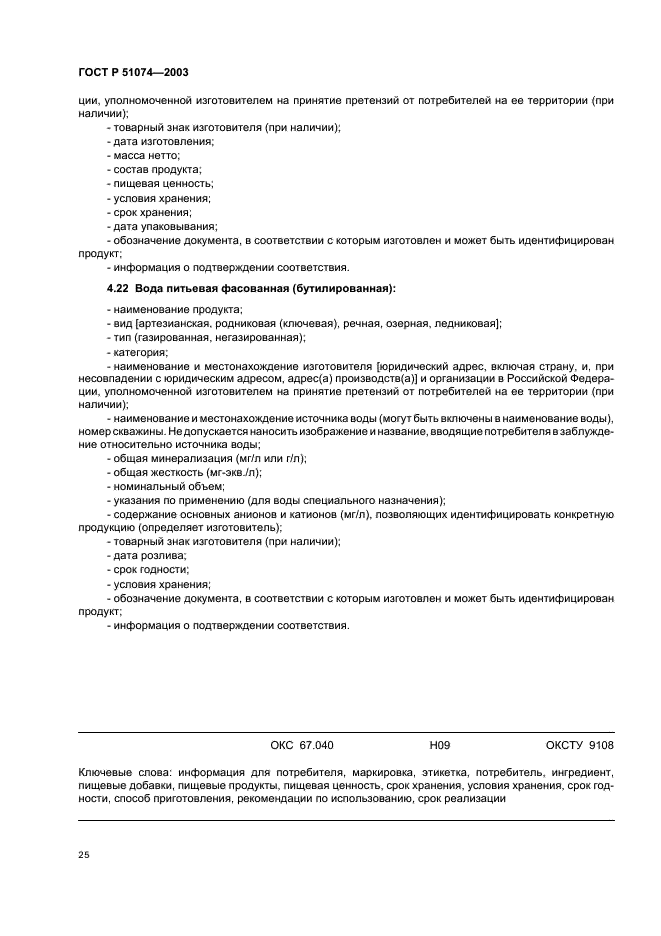 ГОСТ Р 51074—2003
ции, уполномоченной изготовителем на принятие претензий от потребителей на ее территории (при
наличии);
- товарный знак изготовителя (при наличии);
- дата изготовления;
- масса нетто;
- состав продукта;
- пищевая ценность;
- условия хранения;
- срок хранения;
- дата упаковывания;
- обозначение документа, в соответствии с которым изготовлен и может быть идентифицирован
продукт;
- информация о подтверждении соответствия.
4.22 Вода питьевая фасованная (бутилированная):
- наименование продукта;
- вид [артезианская, родниковая (ключевая), речная, озерная, ледниковая];
- тип (газированная, негазированная);
- категория;
- наименование и местонахождение изготовителя [юридический адрес, включая страну, и, при
несовпадении с юридическим адресом, адрес(а) производств(а)] и организации в Российской Федера-
ции, уполномоченной изготовителем на принятие претензий от потребителей на ее территории (при
наличии);
- наименование и местонахождение источника воды (могут быть включены в наименование воды),
номер скважины. Не допускается наносить изображение и название, вводящие потребителя в заблужде-
ние относительно источника воды;
- общая минерализация (мг/л или г/л);
- общая жесткость (мг-экв./л);
- номинальный объем;
- указания по применению (для воды специального назначения);
- содержание основных анионов и катионов (мг/л), позволяющих идентифицировать конкретную
продукцию (определяет изготовитель);
- товарный знак изготовителя (при наличии);
- дата розлива;
- срок годности;
- условия хранения;
- обозначение документа, в соответствии с которым изготовлен и может быть идентифицирован
продукт;
- информация о подтверждении соответствия.
ОКС 67.040 Н09 ОКСТУ 9108
Ключевые слова: информация для потребителя, маркировка, этикетка, потребитель, ингредиент,
пищевые добавки, пищевые продукты, пищевая ценность, срок хранения, условия хранения, срок год-
ности, способ приготовления, рекомендации по использованию, срок реализации
25